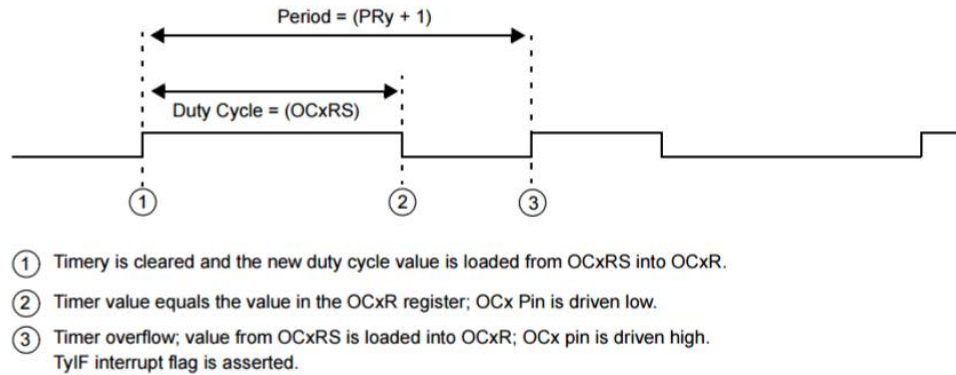 Period = (PRy + 1)
Duty Cycle = (OCxRS)
1 2 3
1 Timery is cleared and the new duty cycle value is loaded from OCxRS into OCxR.
2 Timer value equals the value in the OCxR register; OCx Pin is driven low.
3 Timer overflow; value from OCxRS is loaded into OCxR; OCx pin is driven high.
TyIF interrupt flag is asserted.